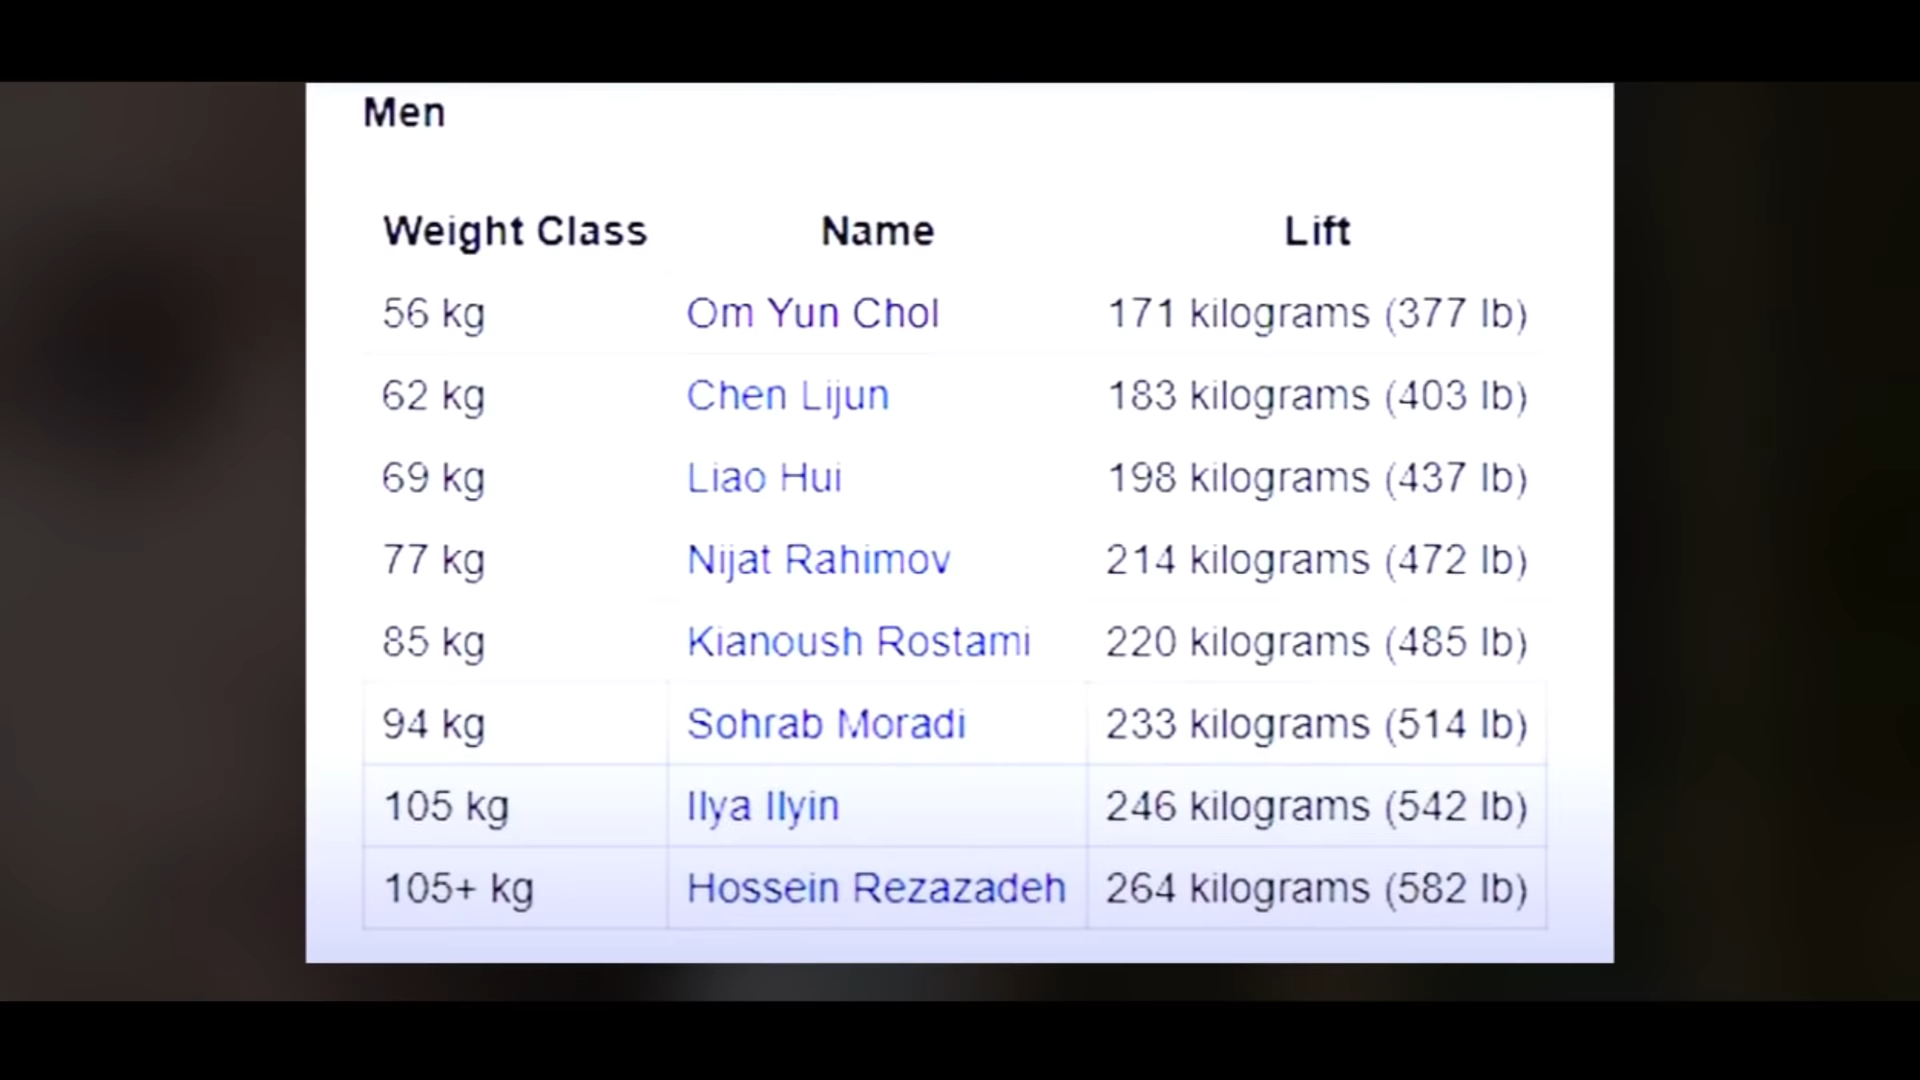 Men
Weight Class Name Lift
56 kg Om Yun Chol 171 kilograms (377 lb)
62 kg Chen Lijun 183 kilograms (403 lb)
69 kg Liao Hui 198 kilograms (437 lb)
77 kg Nijat Rahimov 214 kilograms (472 lb)
85 kg Kianoush Rostami 220 kilograms (485 lb)
94 kg Sohrab Moradi 233 kilograms (514 lb)
105 kg Ilya Ilyin 246 kilograms (542 lb)
105+ kg Hossein Rezazadeh 264 kilograms (582 lb)